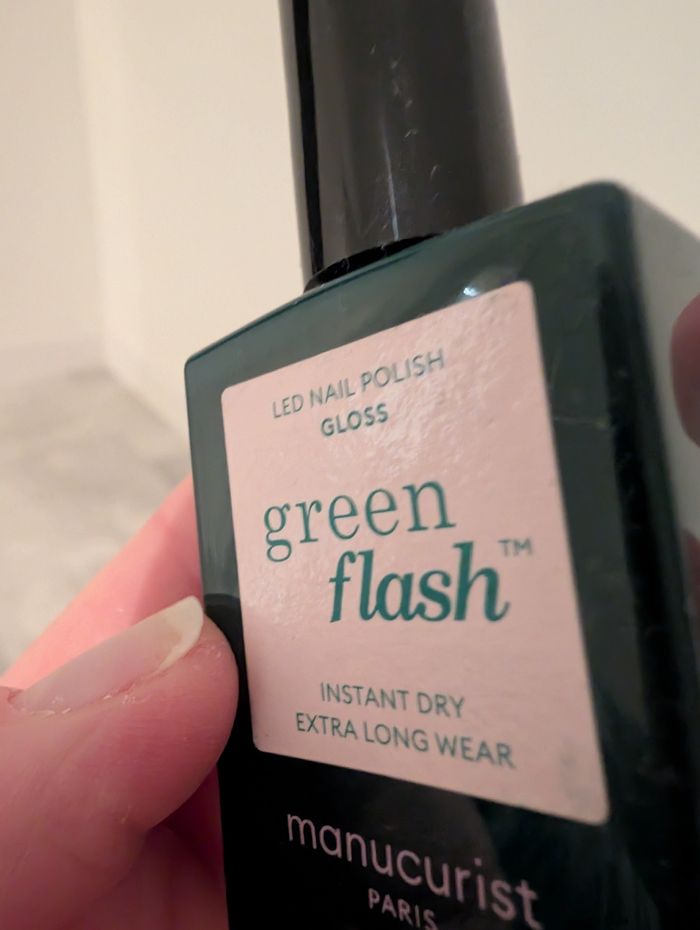 LED NAIL POLISH
GLOSS
green
flash™
INSTANT DRY
EXTRA LONG WEAR
manucurist
PARIS